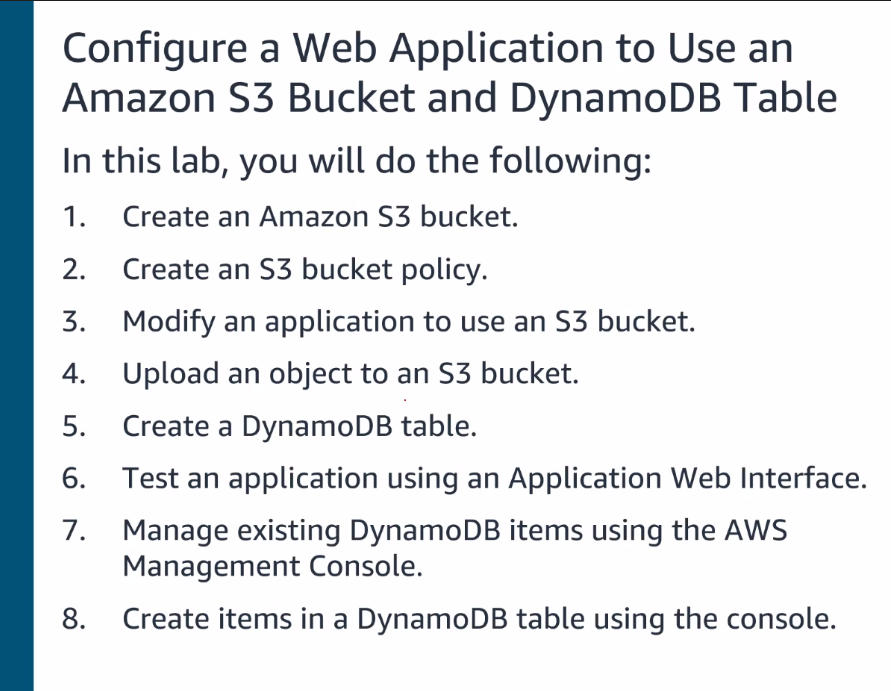 Configure a Web Application to Use an
Amazon S3 Bucket and DynamoDB Table
In this lab, you will do the following:
1. Create an Amazon S3 bucket.
2. Create an S3 bucket policy.
3. Modify an application to use an S3 bucket.
4. Upload an object to an S3 bucket.
5. Create a DynamoDB table.
6. Test an application using an Application Web Interface.
7. Manage existing DynamoDB items using the AWS
Management Console.
8. Create items in a DynamoDB table using the console.